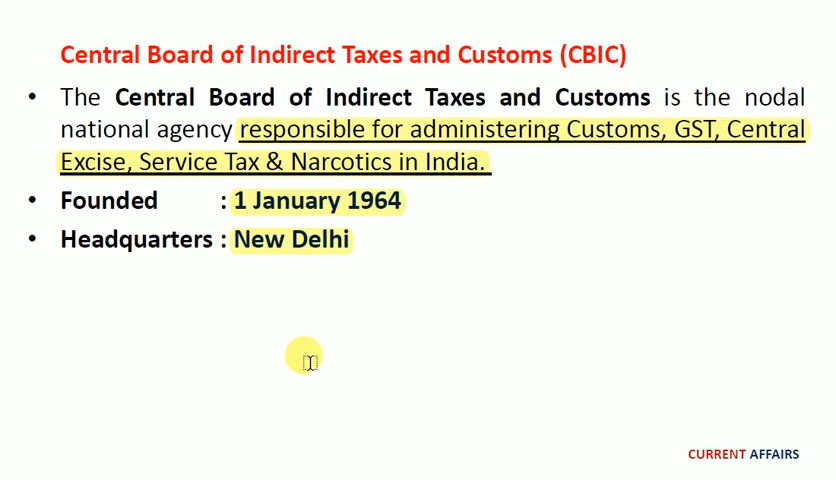 Central Board of Indirect Taxes and Customs (CBIC)
• The Central Board of Indirect Taxes and Customs is the nodal
national agency responsible for administering Customs, GST, Central
Excise, Service Tax & Narcotics in India.
• Founded : 1 January 1964
• Headquarters : New Delhi
CURRENT AFFAIRS